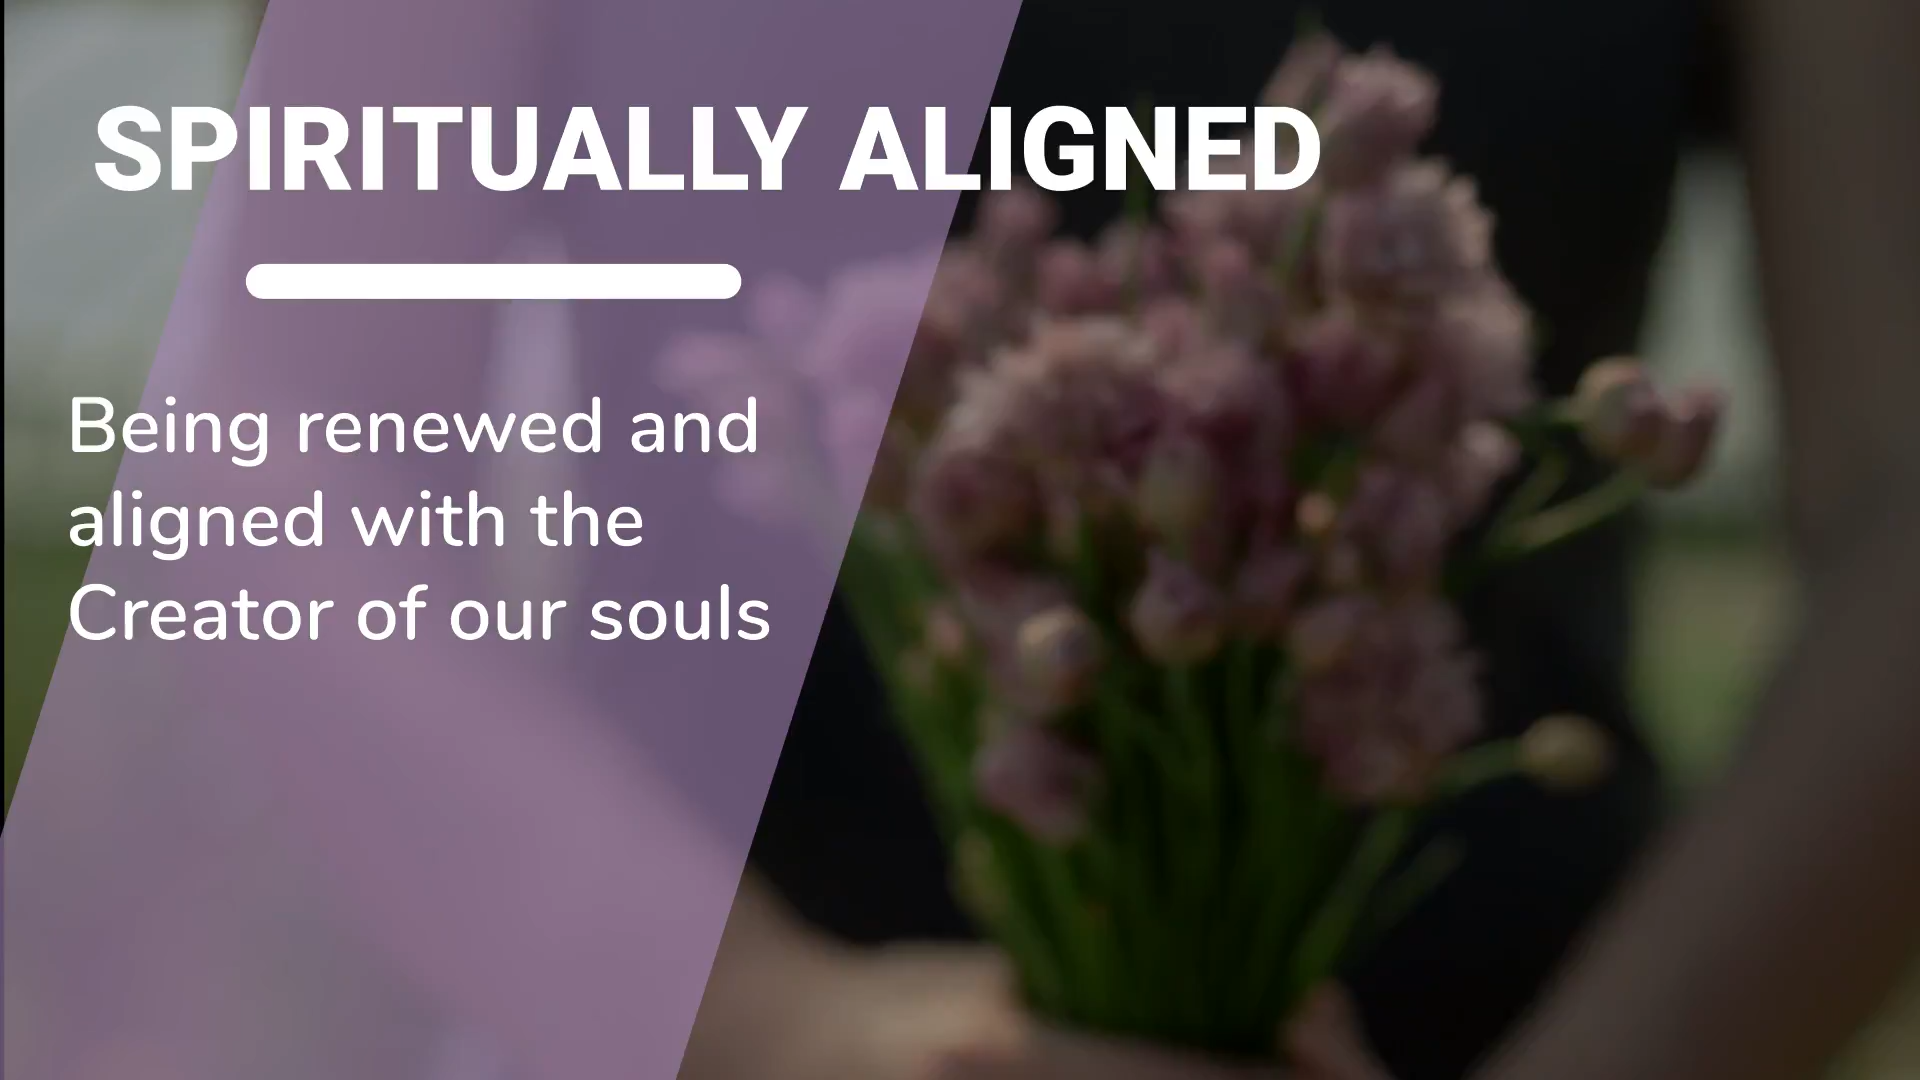 SPIRITUALLY ALIGNED
Being renewed and
aligned with the
Creator of our souls